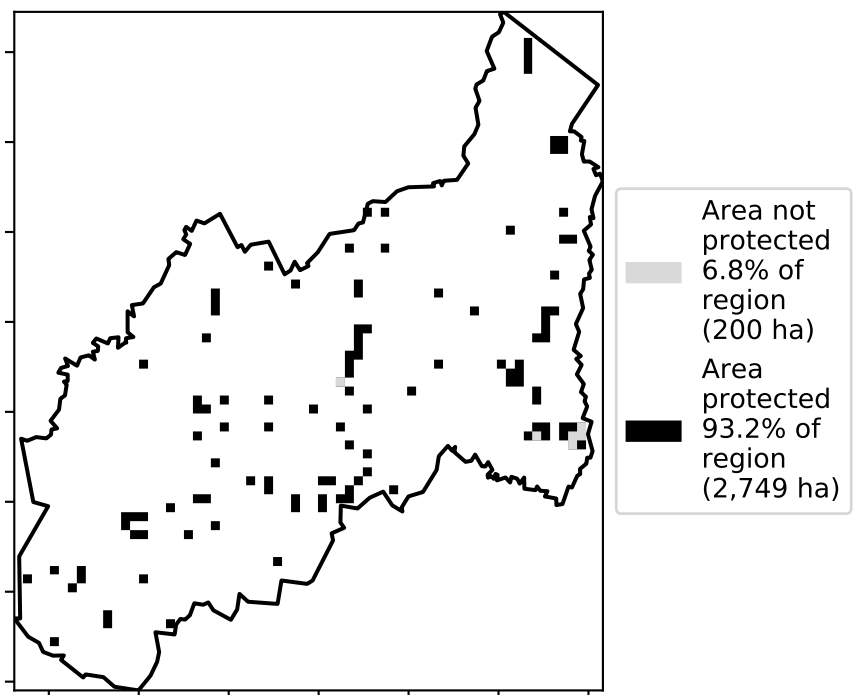 Area not
protected
6.8% of
region
(200 ha)
Area
protected
93.2% of
region
(2,749 ha)